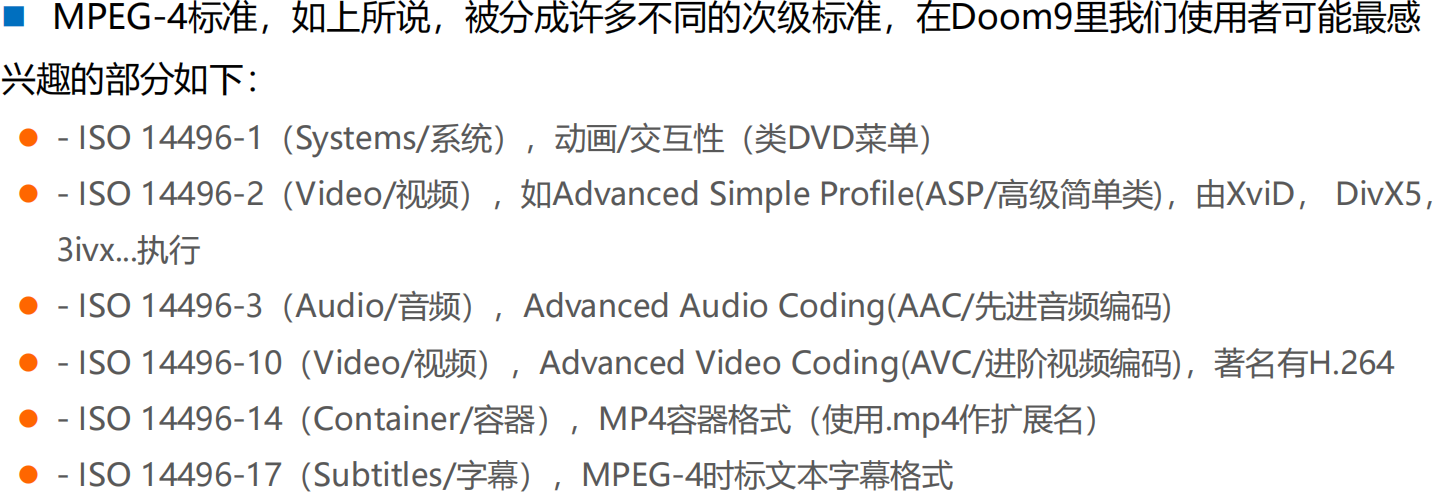 MPEG-4标准，如上所说，被分成许多不同的次级标准，在Doom9里我们使用者可能最感
兴趣的部分如下：
- ISO 14496-1（Systems/系统），动画/交互性（类DVD菜单）
- ISO 14496-2（Video/视频），如Advanced Simple Profile(ASP/高级简单类)，由XviD， DivX5，
3ivx...执行
- ISO 14496-3（Audio/音频），Advanced Audio Coding(AAC/先进音频编码)
- ISO 14496-10（Video/视频），Advanced Video Coding(AVC/进阶视频编码)，著名有H.264
- ISO 14496-14（Container/容器），MP4容器格式（使用.mp4作扩展名）
- ISO 14496-17（Subtitles/字幕），MPEG-4时标文本字幕格式